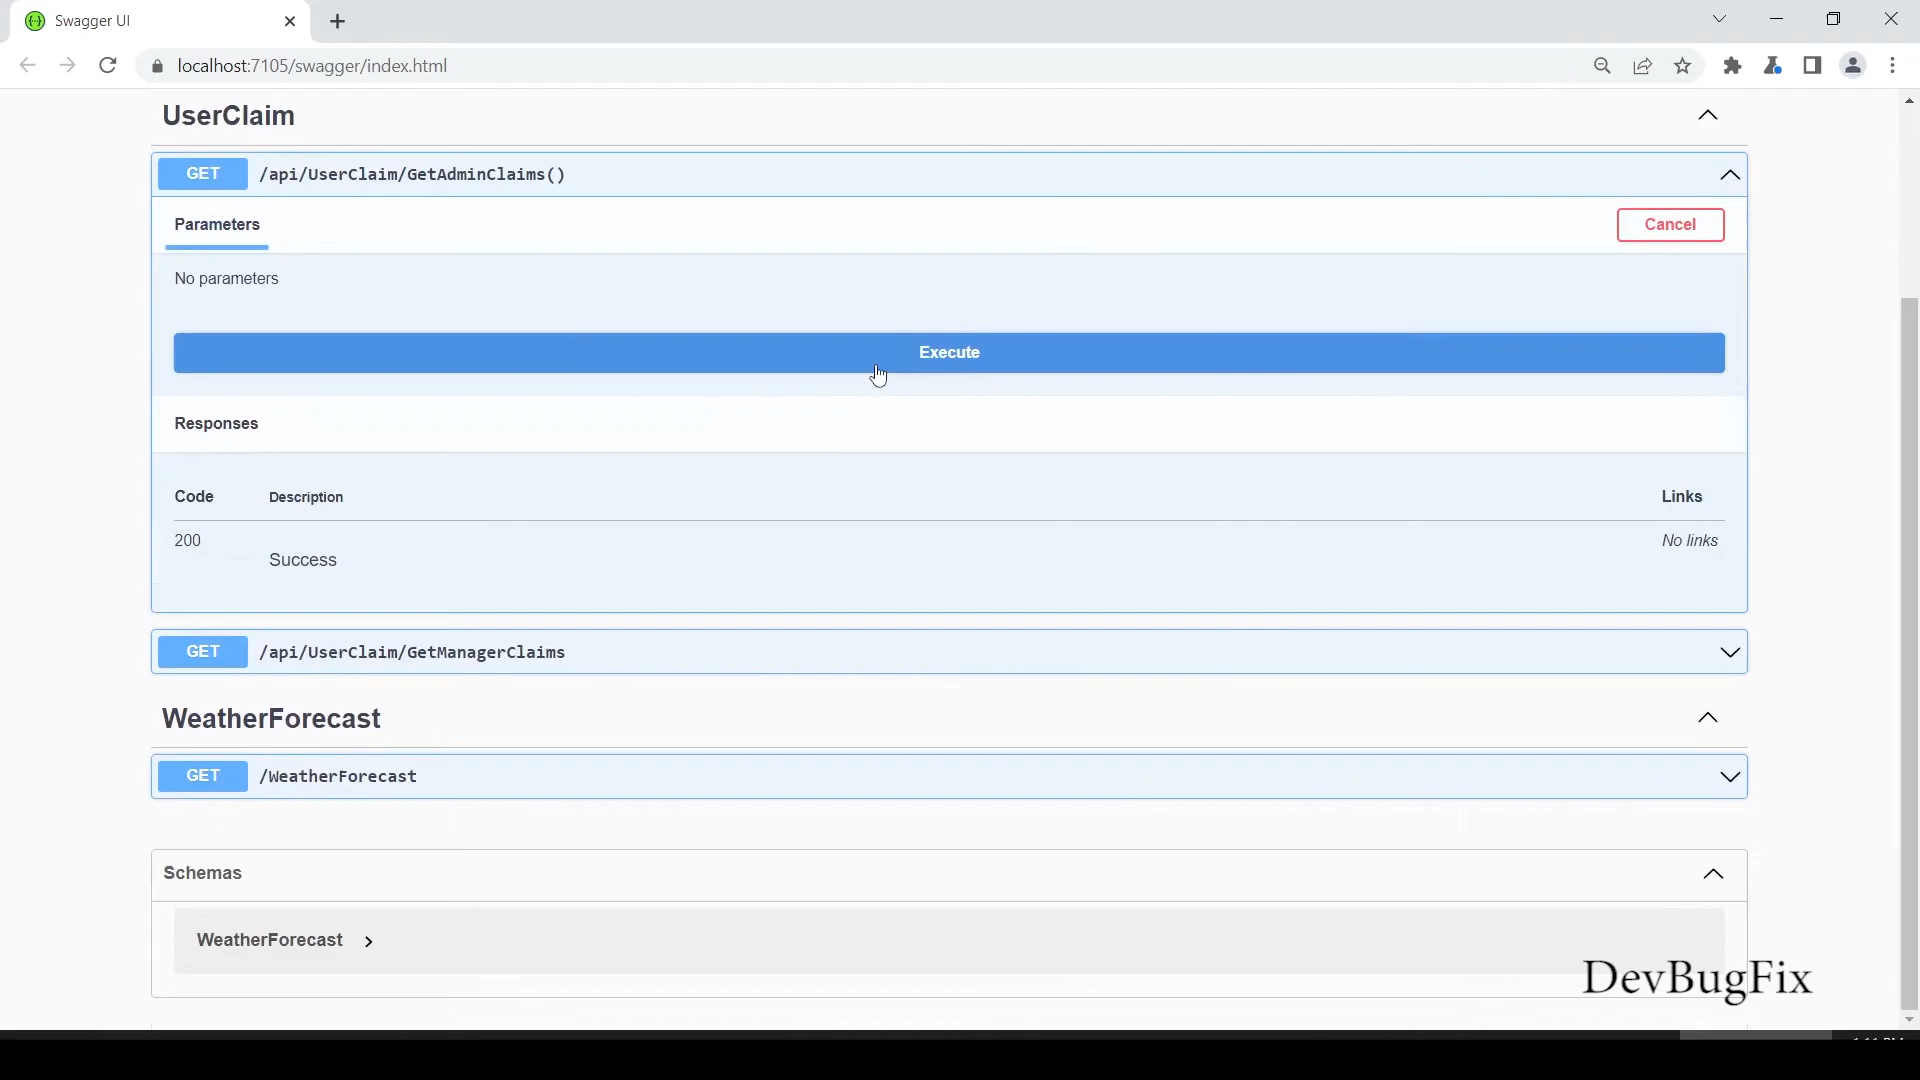 Swagger UI
localhost:7105/swagger/index.html
UserClaim
GET /api/UserClaim/GetAdminClaims()
Parameters
Cancel
No parameters
Execute
Responses
Code Description Links
200 No links
Success
GET /api/UserClaim/GetManagerClaims
WeatherForecast
GET /WeatherForecast
Schemas
WeatherForecast
DevBugFix